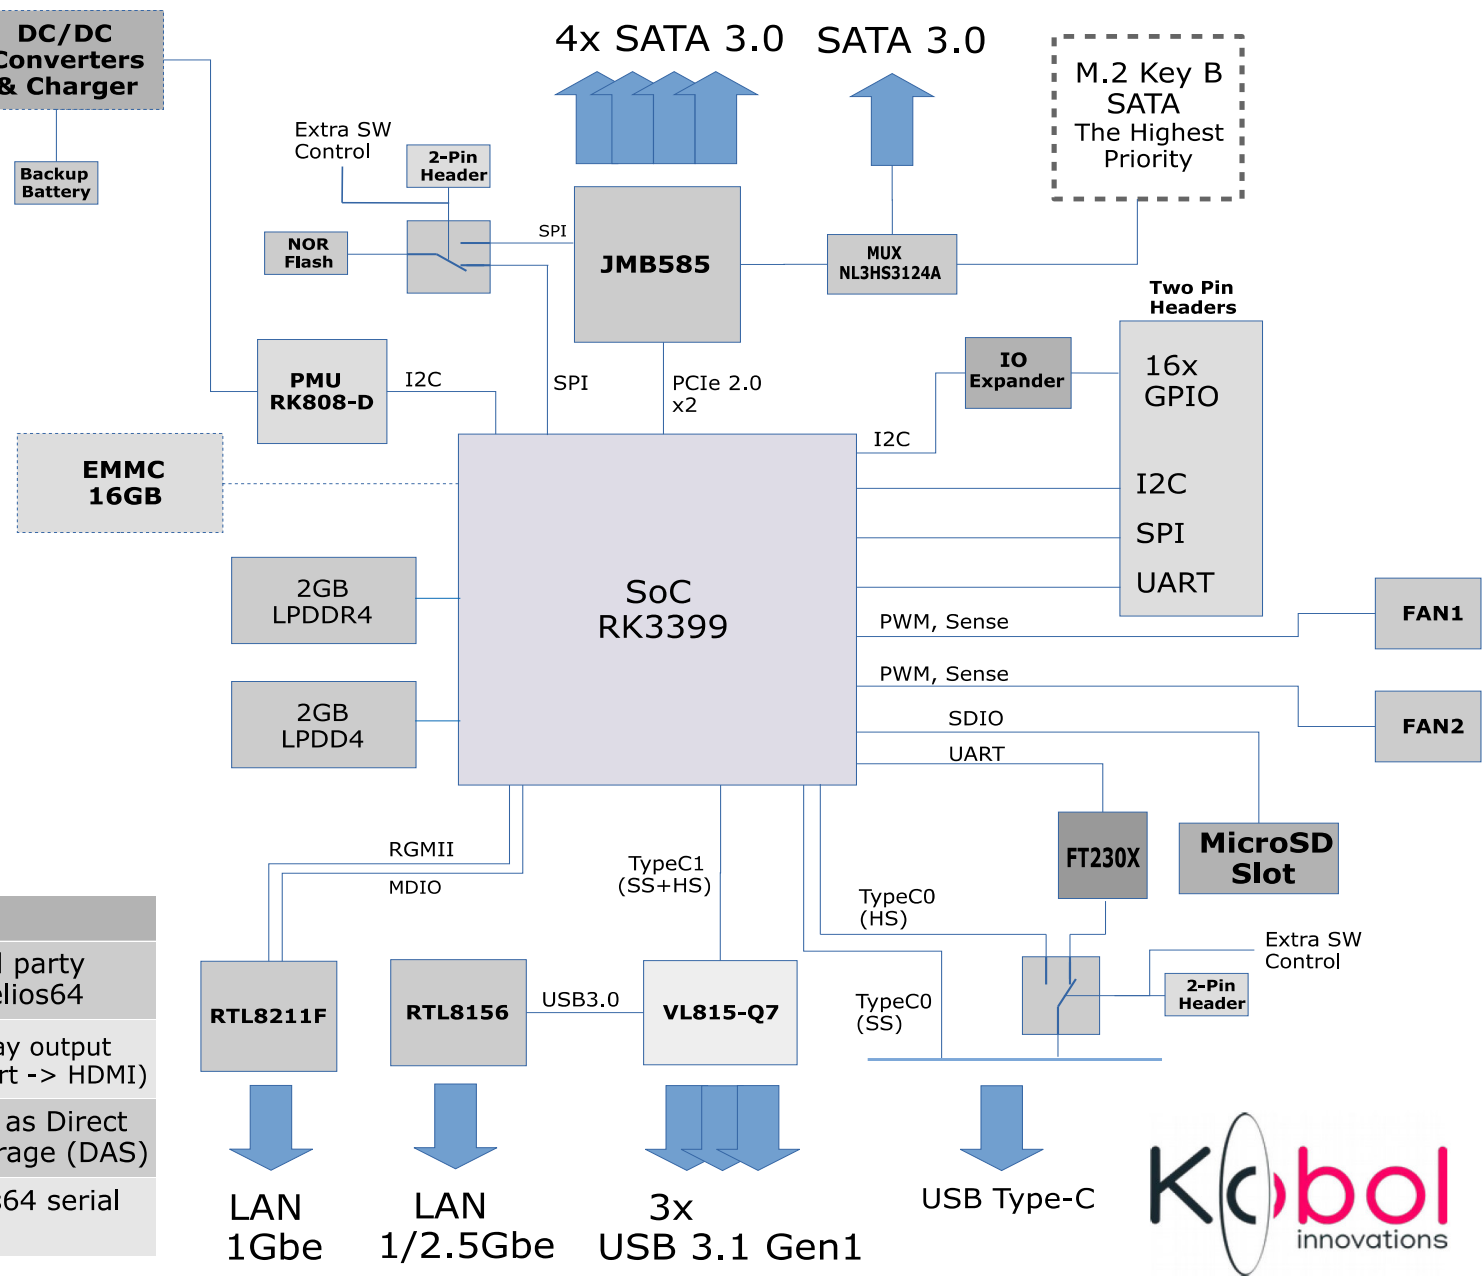 DC/DC
Converters
& Charger
4x SATA 3.0
SATA 3.0
M.2 Key B
SATA
The Highest
Priority
Extra SW
Control
2-Pin
Header
Backup
Battery
NOR
Flash
SPI
JMB585
MUX
NL3HS3124A
Two Pin
Headers
PMU
RK808-D
I2C
SPI
PCIe 2.0
x2
IO
Expander
16x
GPIO
I2C
EMMC
16GB
I2C
SPI
UART
2GB
LPDDR4
SoC
RK3399
PWM, Sense
FAN1
PWM, Sense
FAN2
2GB
LPDD4
SDIO
UART
RGMII
MDIO
TypeC1
(SS+HS)
FT230X
MicroSD
Slot
TypeC0
(HS)
Extra SW
Control
2-Pin
Header
RTL8211F
RTL8156
USB3.0
VL815-Q7
TypeC0
(SS)
party
elios64
ay output
rt -> HDMI)
as Direct
rage (DAS)
s64 serial
LAN
1Gbe
LAN
1/2.5Gbe
3x
USB 3.1 Gen1
USB Type-C
Kobol
innovations